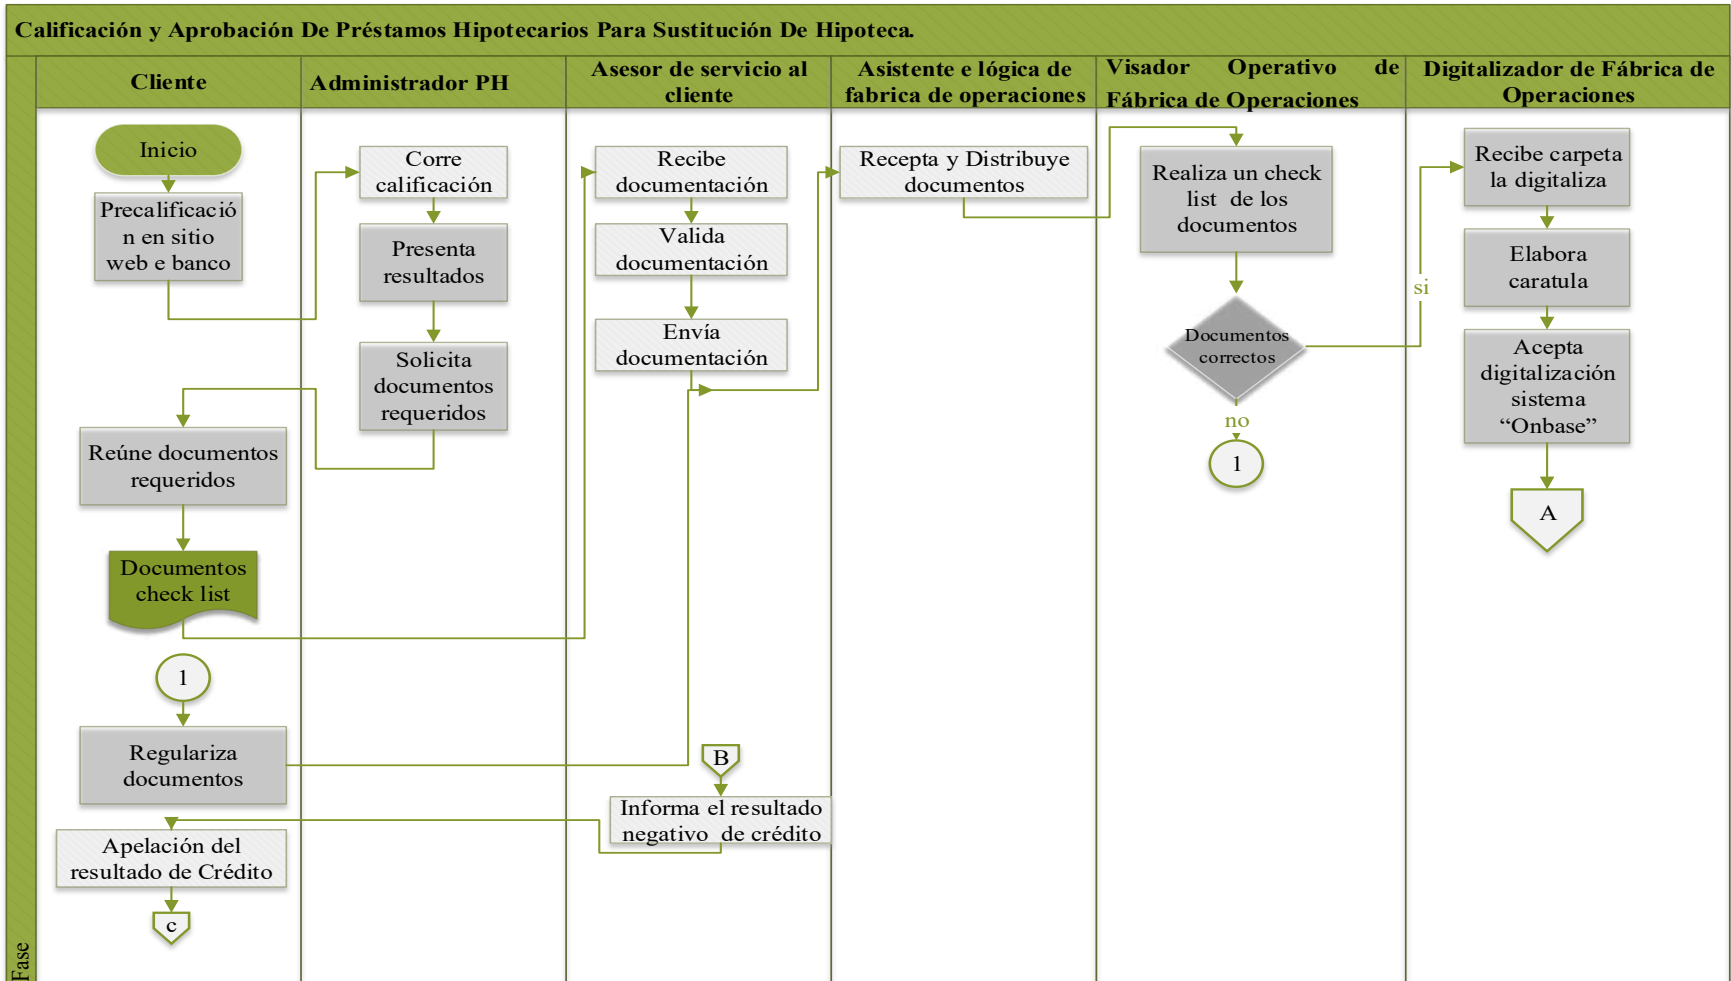 Calificación y Aprobación De Préstamos Hipotecarios Para Sustitución De Hipoteca.
Cliente
Administrador PH
Asesor de servicio al
cliente
Asistente e lógica de
fabrica de operaciones
Visador Operativo de
Fábrica de Operaciones
Digitalizador de Fábrica de
Operaciones
Inicio
Precalificació
n en sitio
web e banco
Reúne documentos
requeridos
Documentos
check list
1
Regulariza
documentos
Apelación del
resultado de Crédito
c
Corre
calificación
Presenta
resultados
Solicita
documentos
requeridos
Recibe
documentación
Valida
documentación
Envía
documentación
B
Informa el resultado
negativo de crédito
Recepta y Distribuye
documentos
Realiza un check
list de los
documentos
Documentos
correctos
si
no
1
Recibe carpeta
la digitaliza
Elabora
caratula
Acepta
digitalización
sistema
“Onbase”
A
Fase